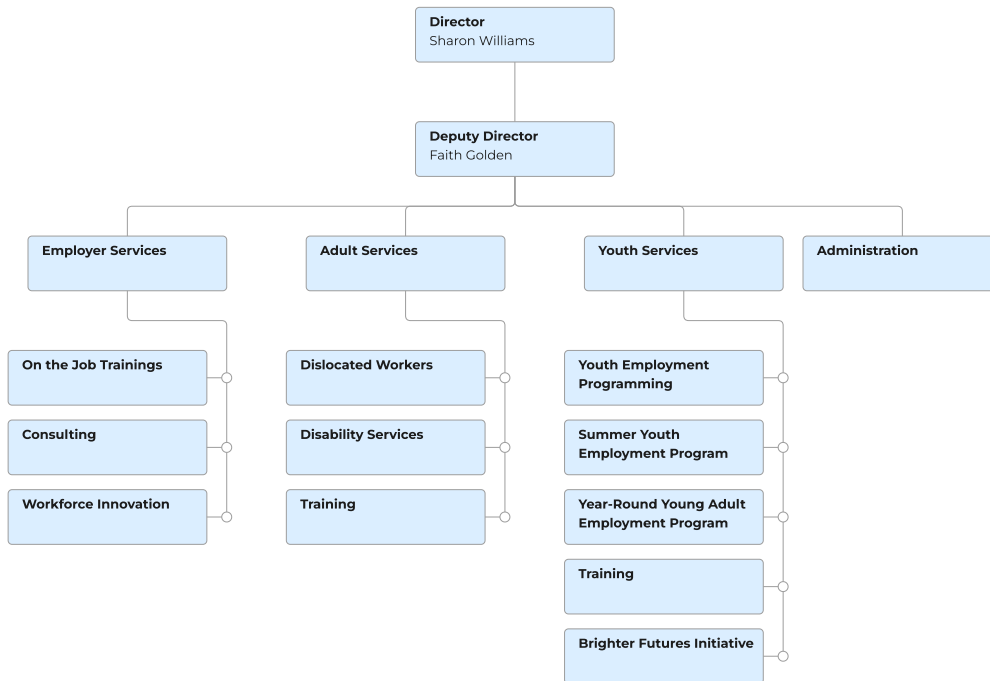 Director
Sharon Williams
Deputy Director
Faith Golden
Employer Services
Adult Services
Youth Services
Administration
On the Job Trainings
Consulting
Workforce Innovation
Dislocated Workers
Disability Services
Training
Youth Employment
Programming
Summer Youth
Employment Program
Year-Round Young Adult
Employment Program
Training
Brighter Futures Initiative